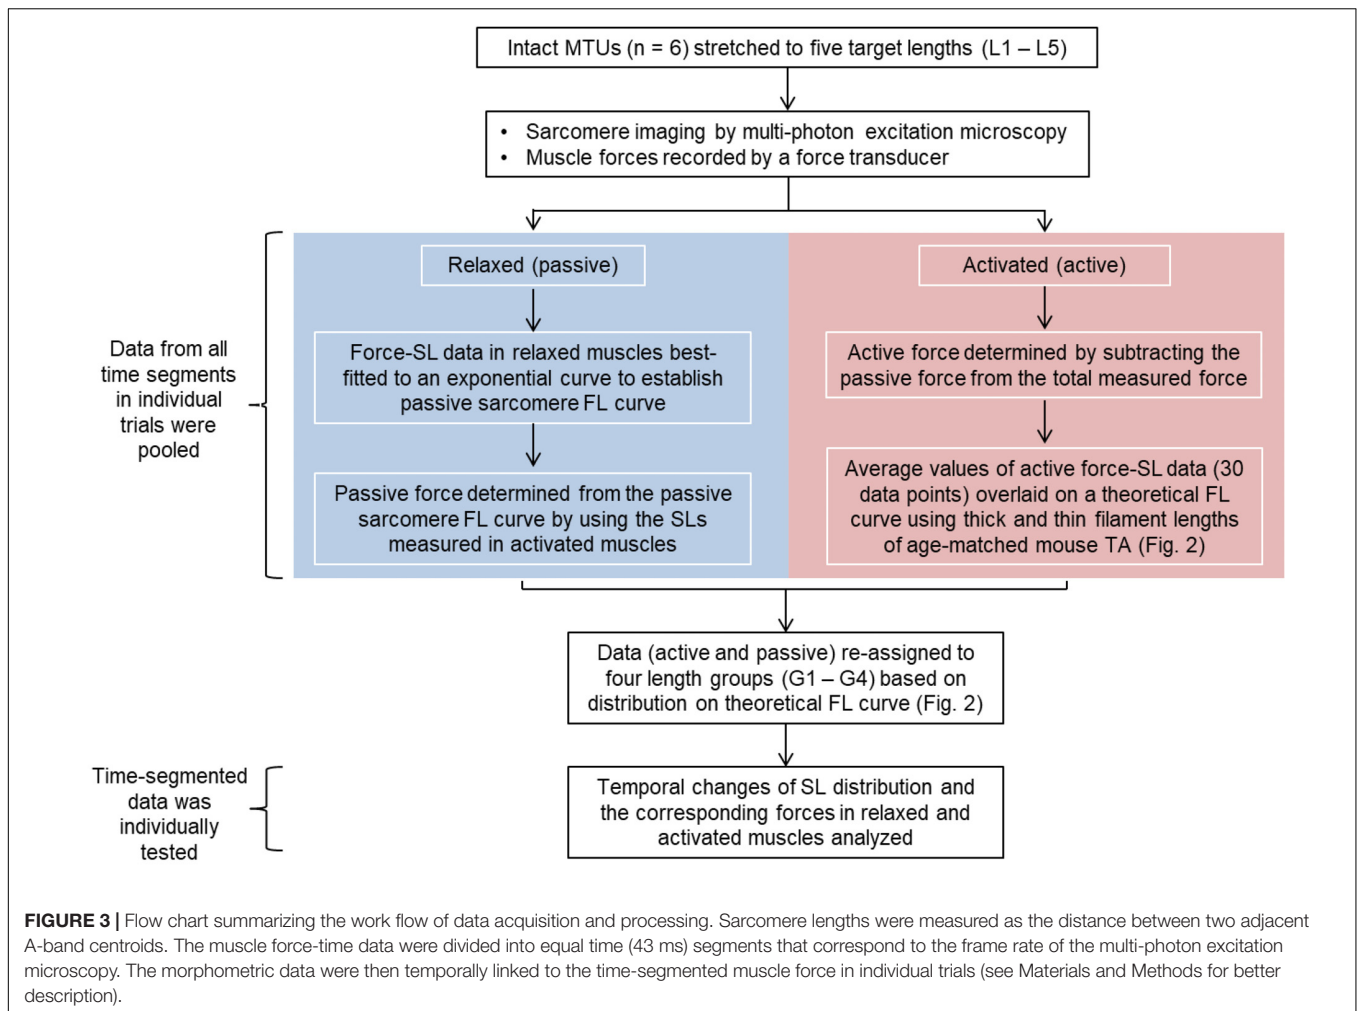 Intact MTUs (n = 6) stretched to five target lengths (L1 – L5)
• Sarcomere imaging by multi-photon excitation microscopy
• Muscle forces recorded by a force transducer
Data from all
time segments
in individual
trials were
pooled
Relaxed (passive)
Force-SL data in relaxed muscles best-
fitted to an exponential curve to establish
passive sarcomere FL curve
Passive force determined from the passive
sarcomere FL curve by using the SLs
measured in activated muscles
Activated (active)
Active force determined by subtracting the
passive force from the total measured force
Average values of active force-SL data (30
data points) overlaid on a theoretical FL
curve using thick and thin filament lengths
of age-matched mouse TA (Fig. 2)
Data (active and passive) re-assigned to
four length groups (G1 – G4) based on
distribution on theoretical FL curve (Fig. 2)
Time-segmented
data was
individually
tested
Temporal changes of SL distribution and
the corresponding forces in relaxed and
activated muscles analyzed
FIGURE 3 | Flow chart summarizing the work flow of data acquisition and processing. Sarcomere lengths were measured as the distance between two adjacent
A-band centroids. The muscle force-time data were divided into equal time (43 ms) segments that correspond to the frame rate of the multi-photon excitation
microscopy. The morphometric data were then temporally linked to the time-segmented muscle force in individual trials (see Materials and Methods for better
description).